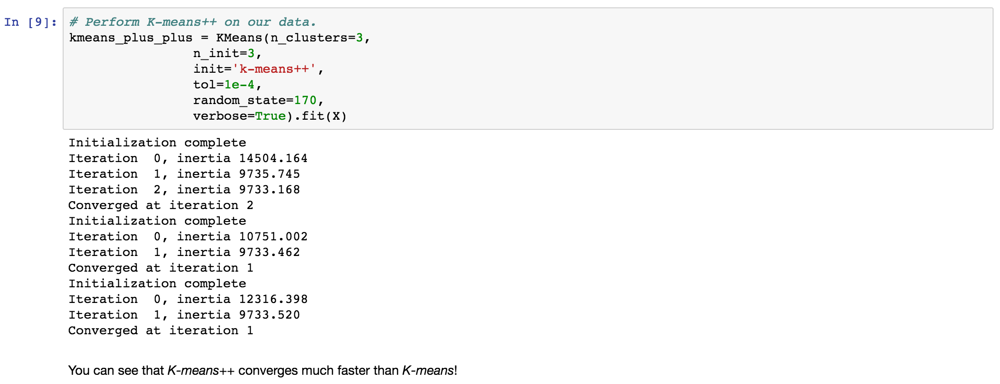 In [9]: # Perform K-means++ on our data.
kmeans_plus_plus = KMeans(n_clusters=3,
n_init=3,
init='k-means++',
tol=1e-4,
random_state=170,
verbose=True).fit(X)
Initialization complete
Iteration  0, inertia 14504.164
Iteration  1, inertia 9735.745
Iteration  2, inertia 9733.168
Converged at iteration 2
Initialization complete
Iteration  0, inertia 10751.002
Iteration  1, inertia 9733.462
Converged at iteration 1
Initialization complete
Iteration  0, inertia 12316.398
Iteration  1, inertia 9733.520
Converged at iteration 1
You can see that K-means++ converges much faster than K-means!